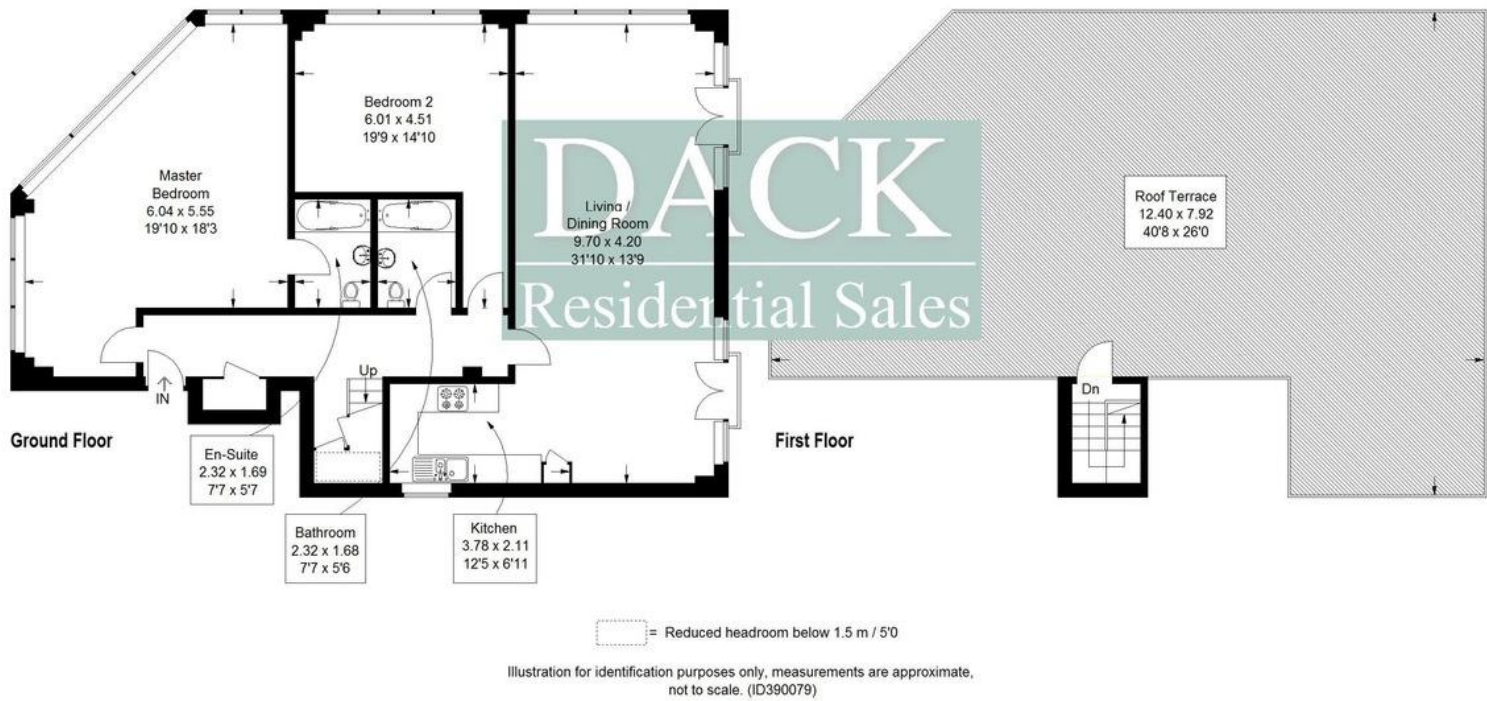 Master
Bedroom
6.04 x 5.55
19'10 x 18'3
Bedroom 2
6.01 x 4.51
19'9 x 14'10
DACK
Residential Sales
Living /
Dining Room
9.70 x 4.20
31'10 x 13'9
Roof Terrace
12.40 x 7.92
40'8 x 26'0
Up
IN
Dn
Ground Floor
First Floor
En-Suite
2.32 x 1.69
7'7 x 5'7
Bathroom
2.32 x 1.68
7'7 x 5'6
Kitchen
3.78 x 2.11
12'5 x 6'11
= Reduced headroom below 1.5 m / 5'0
Illustration for identification purposes only, measurements are approximate,
not to scale. (ID390079)